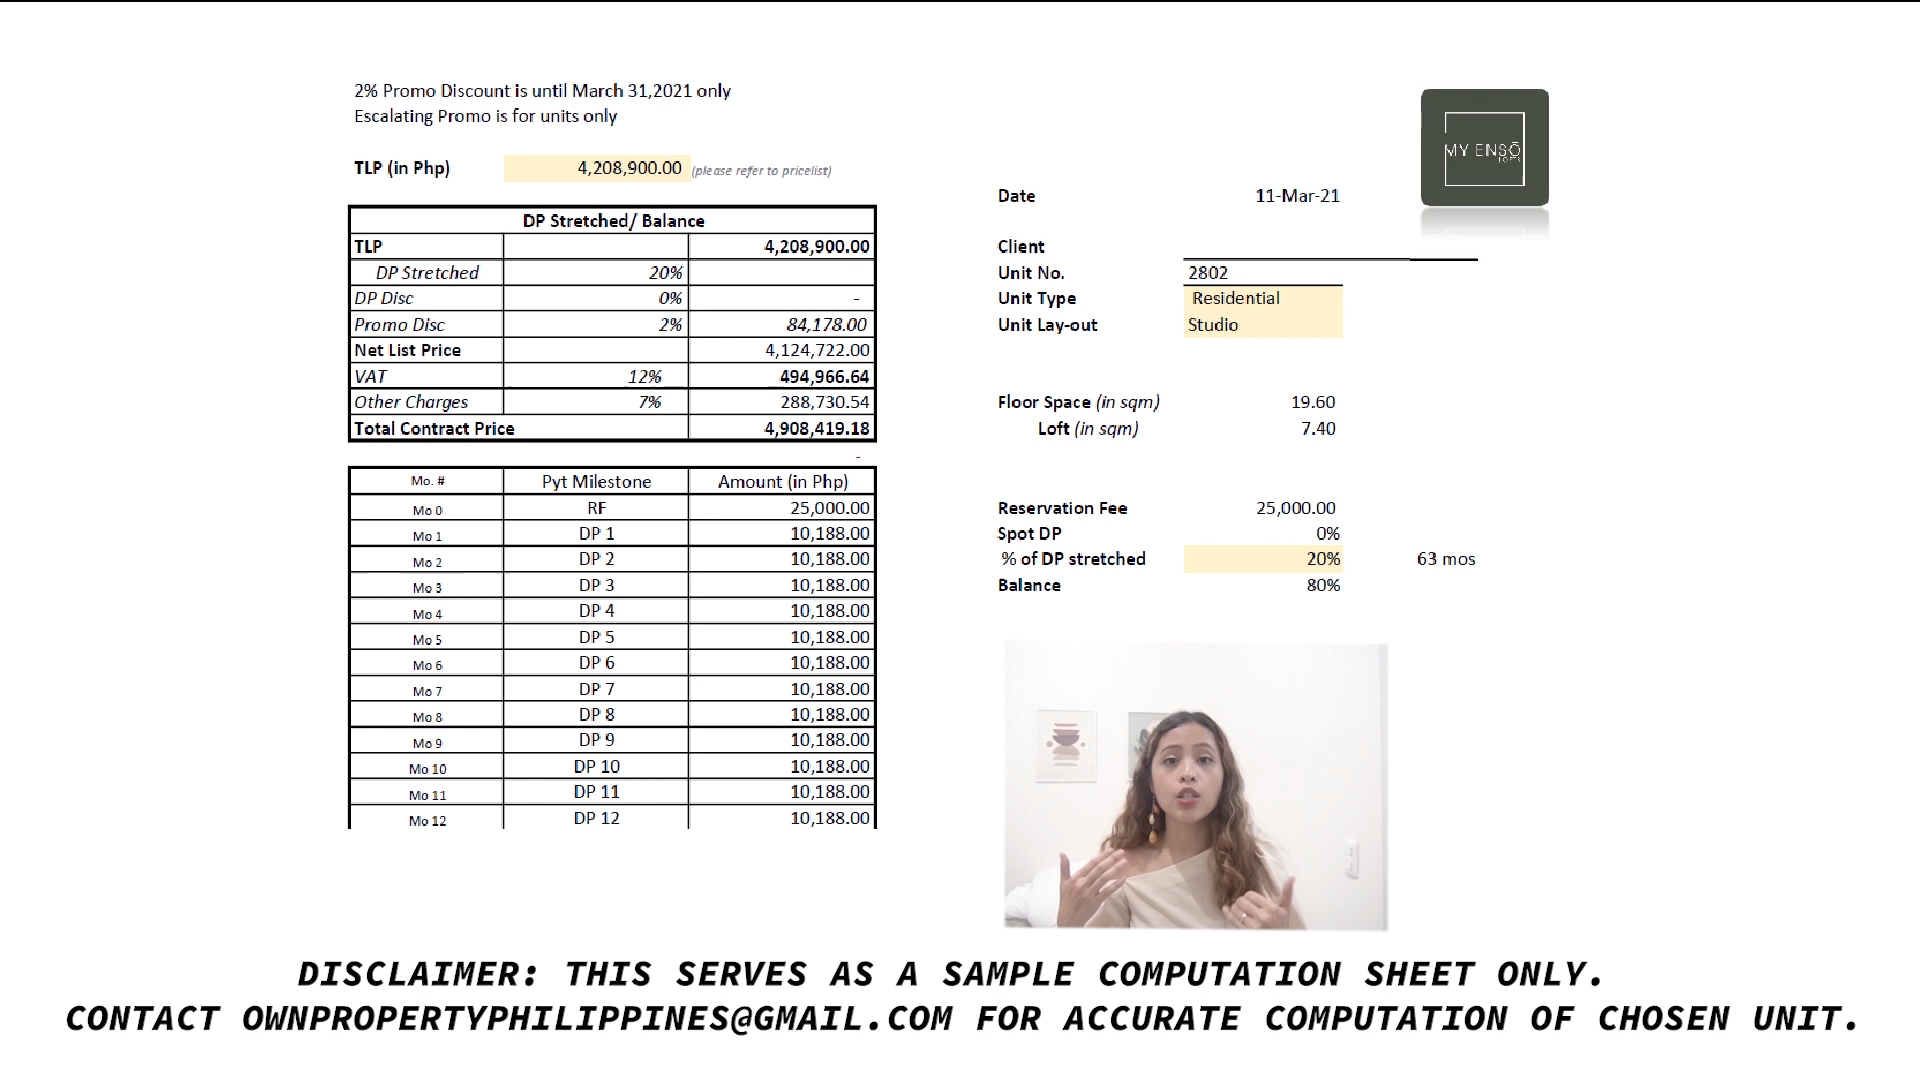 2% Promo Discount is until March 31,2021 only
Escalating Promo is for units only
TLP (in Php) 4,208,900.00 (please refer to pricelist)
DP Stretched/ Balance
TLP 4,208,900.00
DP Stretched 20%
DP Disc 0% -
Promo Disc 2% 84,178.00
Net List Price 4,124,722.00
VAT 12% 494,966.64
Other Charges 7% 288,730.54
Total Contract Price 4,908,419.18
-
Mo. # Pyt Milestone Amount (in Php)
Mo 0 RF 25,000.00
Mo 1 DP 1 10,188.00
Mo 2 DP 2 10,188.00
Mo 3 DP 3 10,188.00
Mo 4 DP 4 10,188.00
Mo 5 DP 5 10,188.00
Mo 6 DP 6 10,188.00
Mo 7 DP 7 10,188.00
Mo 8 DP 8 10,188.00
Mo 9 DP 9 10,188.00
Mo 10 DP 10 10,188.00
Mo 11 DP 11 10,188.00
Mo 12 DP 12 10,188.00
MY ENSŌ
LOFTS
Date 11-Mar-21
Client
Unit No. 2802
Unit Type Residential
Unit Lay-out Studio
Floor Space (in sqm) 19.60
Loft (in sqm) 7.40
Reservation Fee 25,000.00
Spot DP 0%
% of DP stretched 20% 63 mos
Balance 80%
DISCLAIMER: THIS SERVES AS A SAMPLE COMPUTATION SHEET ONLY.
CONTACT OWNPROPERTYPHILIPPINES@GMAIL.COM FOR ACCURATE COMPUTATION OF CHOSEN UNIT.